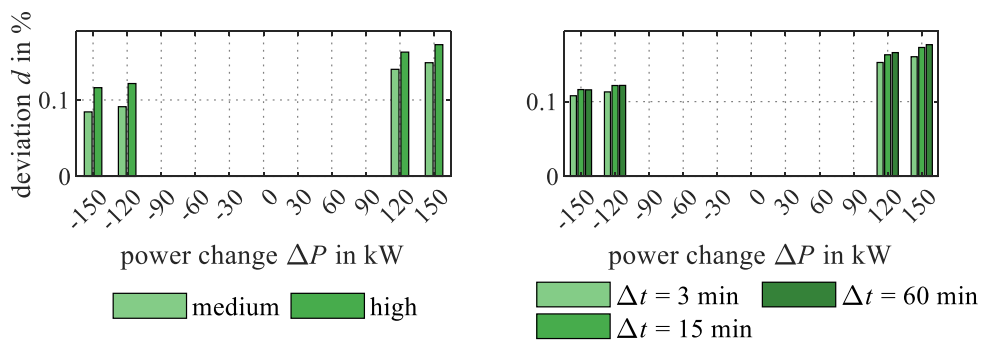 deviation d in %
0.1
0
-150 -120 -90 -60 -30 0 30 60 90 120 150
power change ΔP in kW
medium high
0.1
0
-150 -120 -90 -60 -30 0 30 60 90 120 150
power change ΔP in kW
Δt = 3 min Δt = 60 min
Δt = 15 min